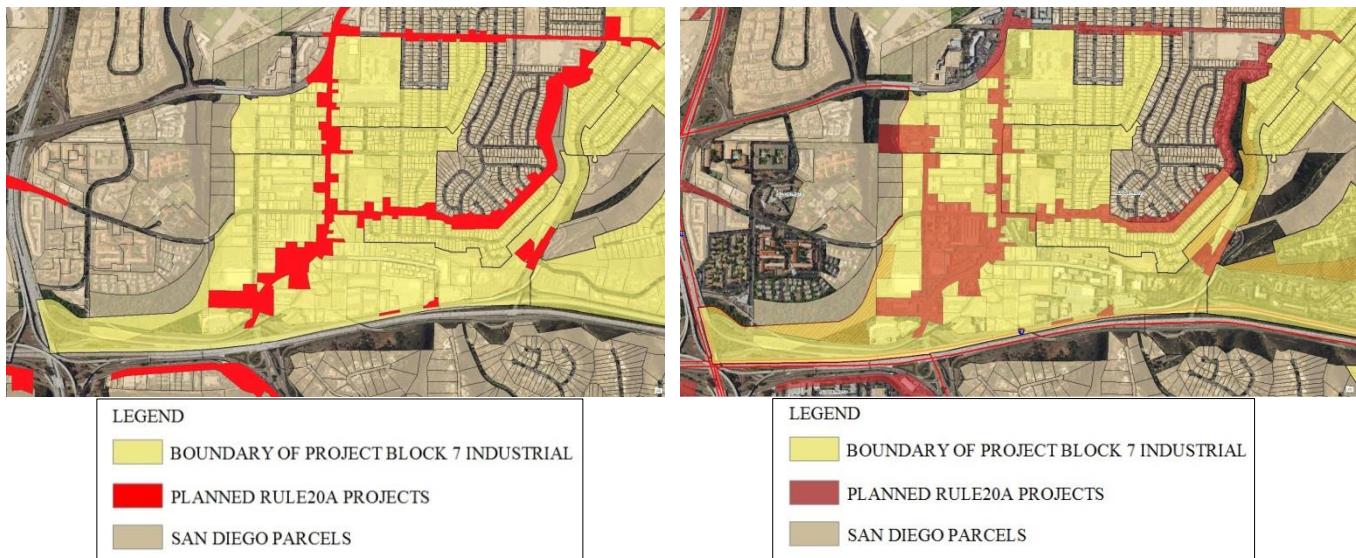 LEGEND
BOUNDARY OF PROJECT BLOCK 7 INDUSTRIAL
PLANNED RULE20A PROJECTS
SAN DIEGO PARCELS
LEGEND
BOUNDARY OF PROJECT BLOCK 7 INDUSTRIAL
PLANNED RULE20A PROJECTS
SAN DIEGO PARCELS